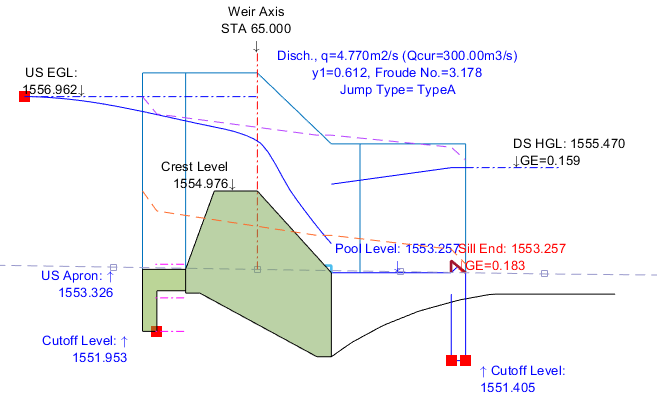 Weir Axis
STA 65.000
↓
Disch., q=4.770m2/s (Qcur=300.00m3/s)
y1=0.612, Froude No.=3.178
Jump Type= TypeA
US EGL:
1556.962↓
DS HGL: 1555.470
↓GE=0.159
Crest Level
1554.976↓
Pool Level: 1553.257
↓
Sill End: 1553.257
GE=0.183
US Apron: ↑
1553.326
Cutoff Level: ↑
1551.953
↑ Cutoff Level:
1551.405